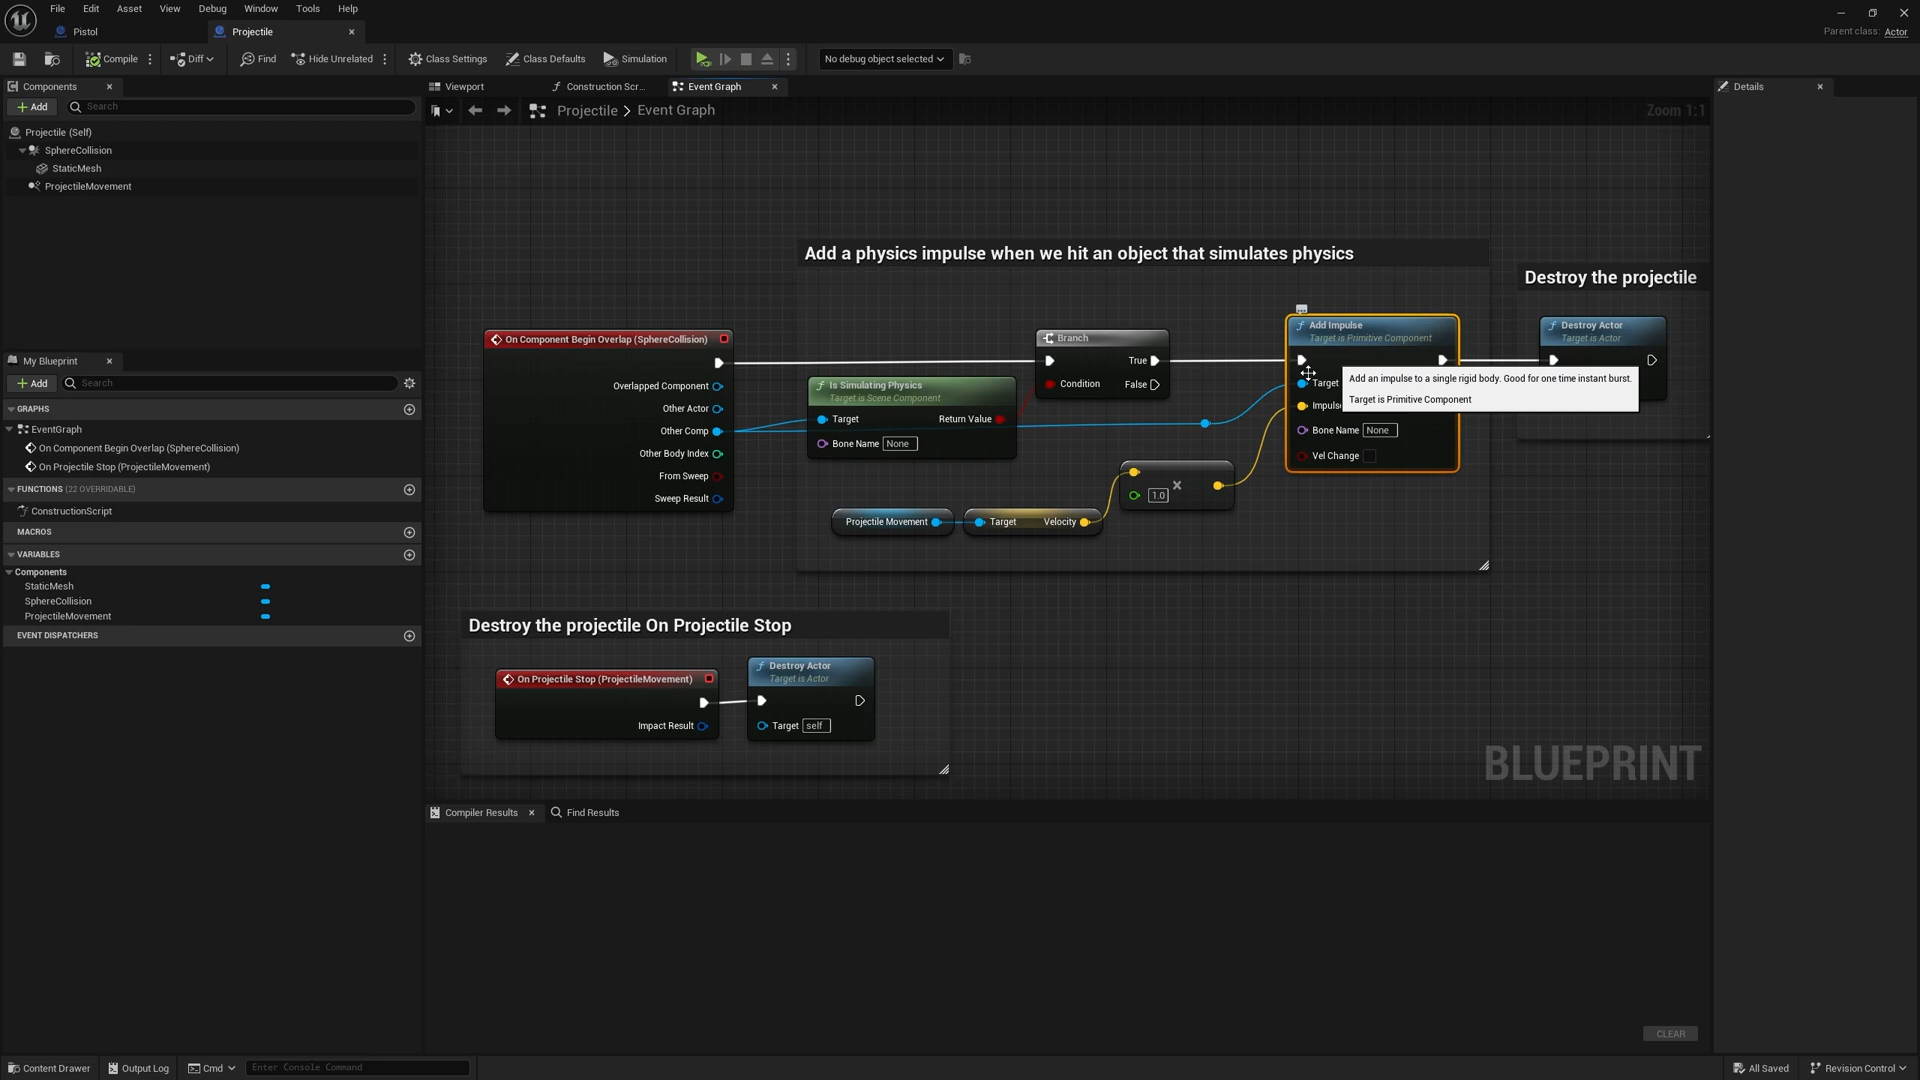 File Edit Asset View Debug Window Tools Help
Pistol
Projectile
Parent class: Actor
Compile
Diff
Find
Hide Unrelated
Class Settings
Class Defaults
Simulation
No debug object selected
Components
Add
Search
Projectile (Self)
SphereCollision
StaticMesh
ProjectileMovement
My Blueprint
Add
Search
GRAPHS
EventGraph
On Component Begin Overlap (SphereCollision)
On Projectile Stop (ProjectileMovement)
FUNCTIONS (22 OVERRIDABLE)
ConstructionScript
MACROS
VARIABLES
Components
StaticMesh
SphereCollision
ProjectileMovement
EVENT DISPATCHERS
Viewport
Construction Scr...
Event Graph
Projectile > Event Graph
Zoom 1:1
Add a physics impulse when we hit an object that simulates physics
Destroy the projectile
On Component Begin Overlap (SphereCollision)
Overlapped Component
Other Actor
Other Comp
Other Body Index
From Sweep
Sweep Result
Is Simulating Physics
Target is Scene Component
Target
Return Value
Bone Name None
Branch
True
Condition
False
Add Impulse
Target is Primitive Component
Target
Impuls
Bone Name None
Vel Change
Add an impulse to a single rigid body. Good for one time instant burst.
Target is Primitive Component
Destroy Actor
Target is Actor
1.0
Projectile Movement
Target
Velocity
Destroy the projectile On Projectile Stop
On Projectile Stop (ProjectileMovement)
Impact Result
Destroy Actor
Target is Actor
Target self
BLUEPRINT
Compiler Results
Find Results
CLEAR
Details
Content Drawer
Output Log
Cmd
Enter Console Command
All Saved
Revision Control